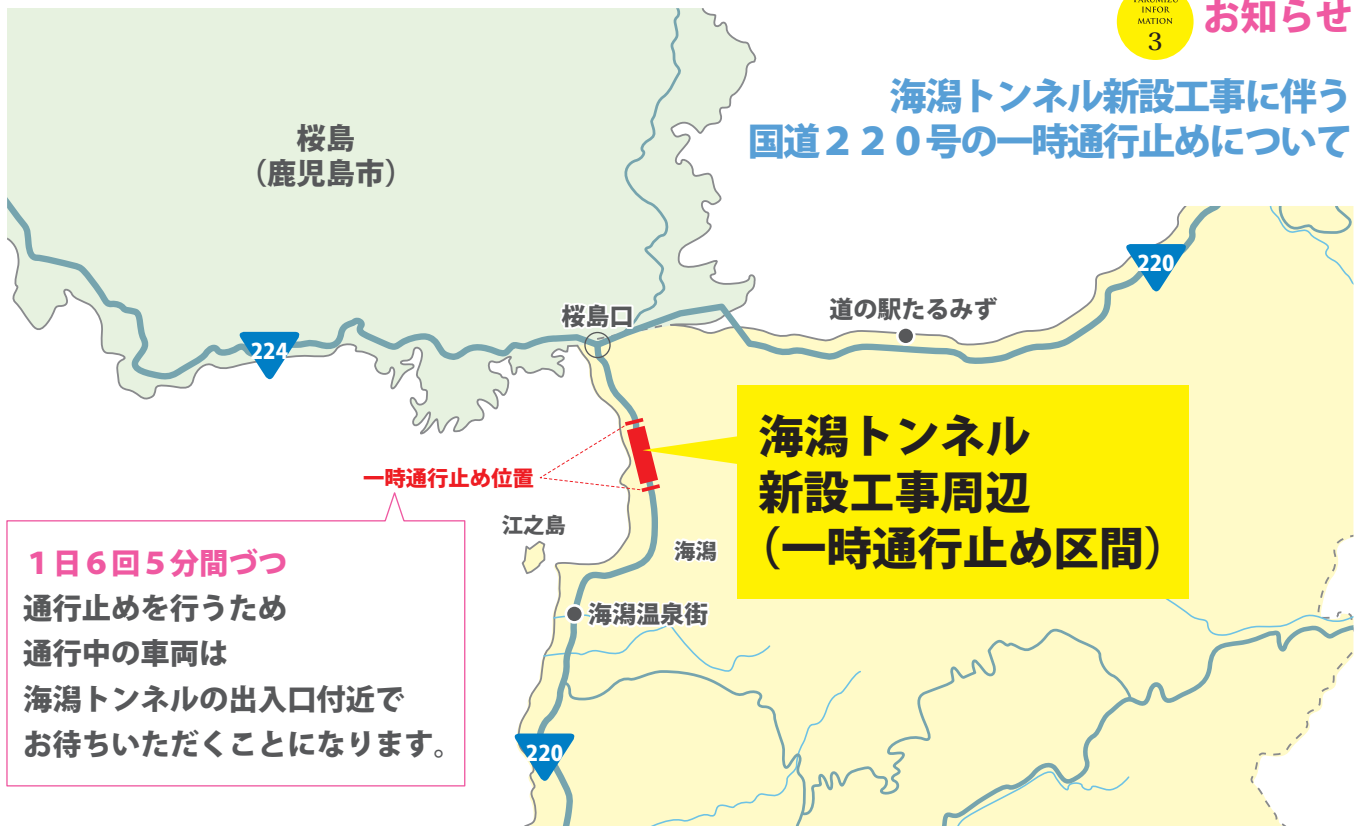 INFOR
MATION
3
お知らせ
海潟トンネル新設工事に伴う
国道２２０号の一時通行止めについて
桜島
（鹿児島市）
220
道の駅たるみず
桜島口
224
海潟トンネル
新設工事周辺
（一時通行止め区間）
一時通行止め位置
江之島
海潟
海潟温泉街
１日６回５分間づつ
通行止めを行うため
通行中の車両は
海潟トンネルの出入口付近で
お待ちいただくことになります。
220